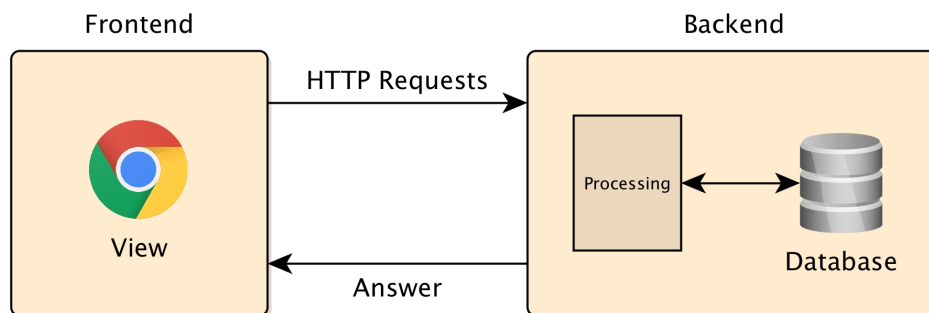 Frontend
Backend
HTTP Requests
Processing
View
Database
Answer